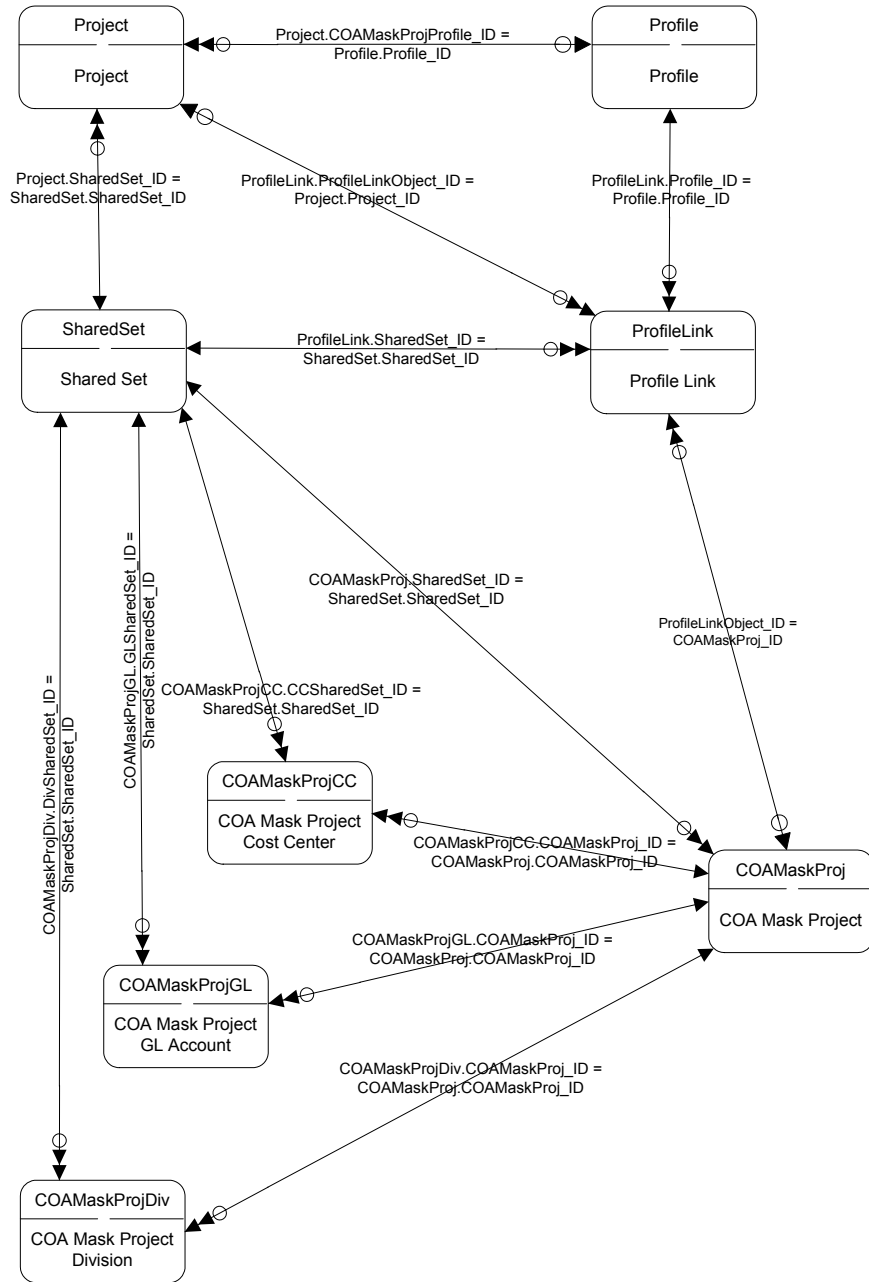 Project
Project
Project.COAMaskProjProfile_ID =
Profile.Profile_ID
Profile
Profile
Project.SharedSet_ID =
SharedSet.SharedSet_ID
ProfileLink.ProfileLinkObject_ID =
Project.Project_ID
ProfileLink.Profile_ID =
Profile.Profile_ID
SharedSet
Shared Set
ProfileLink.SharedSet_ID =
SharedSet.SharedSet_ID
ProfileLink
Profile Link
COAMaskProjDiv.DivSharedSet_ID =
SharedSet.SharedSet_ID
COAMaskProjGL.GLSharedSet_ID =
SharedSet.SharedSet_ID
COAMaskProj.SharedSet_ID =
SharedSet.SharedSet_ID
ProfileLinkObject_ID =
COAMaskProj_ID
COAMaskProjCC.CCSharedSet_ID =
SharedSet.SharedSet_ID
COAMaskProjCC
COA Mask Project
Cost Center
COAMaskProjCC.COAMaskProj_ID =
COAMaskProj.COAMaskProj_ID
COAMaskProj
COA Mask Project
COAMaskProjGL.COAMaskProj_ID =
COAMaskProj.COAMaskProj_ID
COAMaskProjGL
COA Mask Project
GL Account
COAMaskProjDiv.COAMaskProj_ID =
COAMaskProj.COAMaskProj_ID
COAMaskProjDiv
COA Mask Project
Division